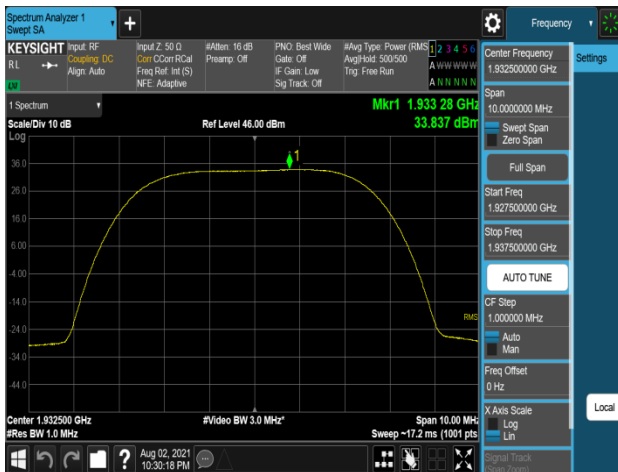 Spectrum Analyzer 1
Swept SA
Frequency
KEYSIGHT
RL
Input: RF
Coupling: DC
Align: Auto
Input Z: 50 Ω
Corr CCorr RCal
Freq Ref: Int (S)
NFE: Adaptive
#Atten: 16 dB
Preamp: Off
PNO: Best Wide
Gate: Off
IF Gain: Low
Sig Track: Off
#Avg Type: Power (RMS
Avg|Hold: 500/500
Trig: Free Run
1 2 3 4 5 6
A W W W W W
A N N N N N
1 Spectrum
Scale/Div 10 dB
Ref Level 46.00 dBm
Mkr1 1.933 28 GHz
33.837 dBm
Log
36.0
26.0
16.0
6.00
-4.00
-14.0
-24.0
-34.0
-44.0
1
RMS
Center 1.932500 GHz
#Video BW 3.0 MHz*
Span 10.00 MHz
#Res BW 1.0 MHz
Sweep ~17.2 ms (1001 pts
Aug 02, 2021
10:30:18 PM
?
Center Frequency
1.932500000 GHz
Settings
Span
10.0000000 MHz
Swept Span
Zero Span
Full Span
Start Freq
1.927500000 GHz
Stop Freq
1.937500000 GHz
AUTO TUNE
CF Step
1.000000 MHz
Auto
Man
Freq Offset
0 Hz
X Axis Scale
Log
Lin
Local
Signal Track
(Span Zoom)